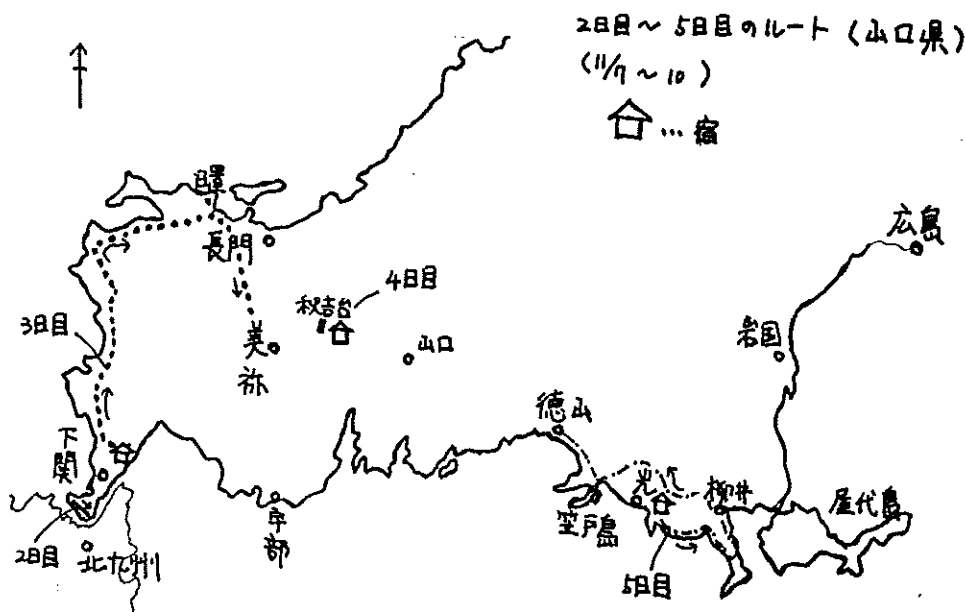 2日目〜5日目のルート (山口県)
(11/7〜10)
…宿
広島
日置
長門
4日目
秋吉台
3日目
美祢
山口
岩国
徳山
下関
光
柳井
屋代島
笠戸島
宇部
2日目
北九州
5日目